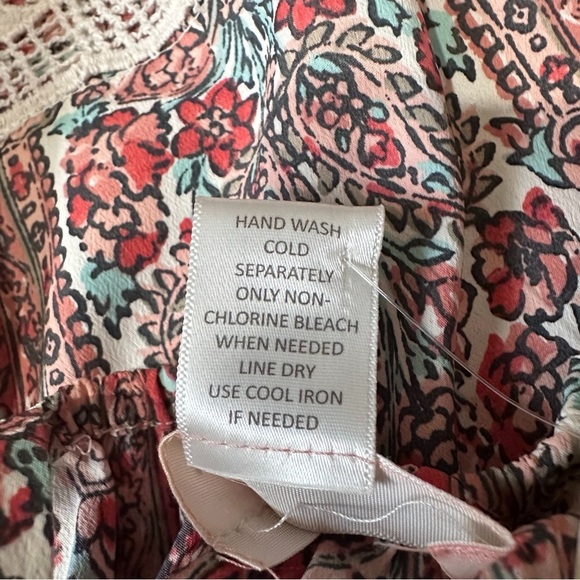 HAND WASH
COLD
SEPARATELY
ONLY NON-
CHLORINE BLEACH
WHEN NEEDED
LINE DRY
USE COOL IRON
IF NEEDED